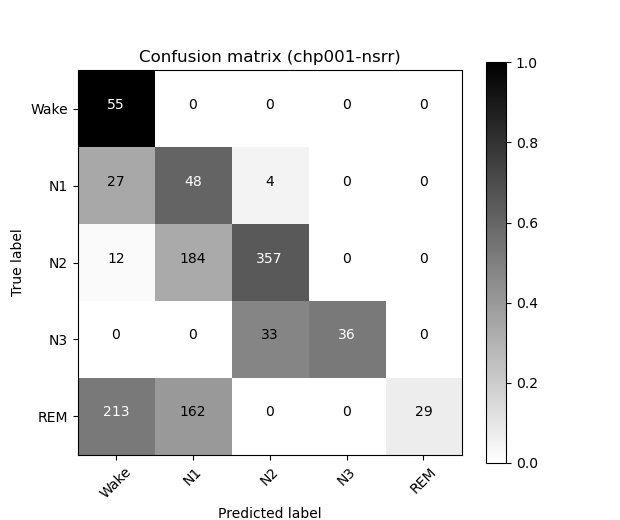 Confusion matrix (chp001-nsrr)
True label
Wake 55 0 0 0 0
N1 27 48 4 0 0
N2 12 184 357 0 0
N3 0 0 33 36 0
REM 213 162 0 0 29
Wake N1 N2 N3 REM
Predicted label
1.0
0.8
0.6
0.4
0.2
0.0